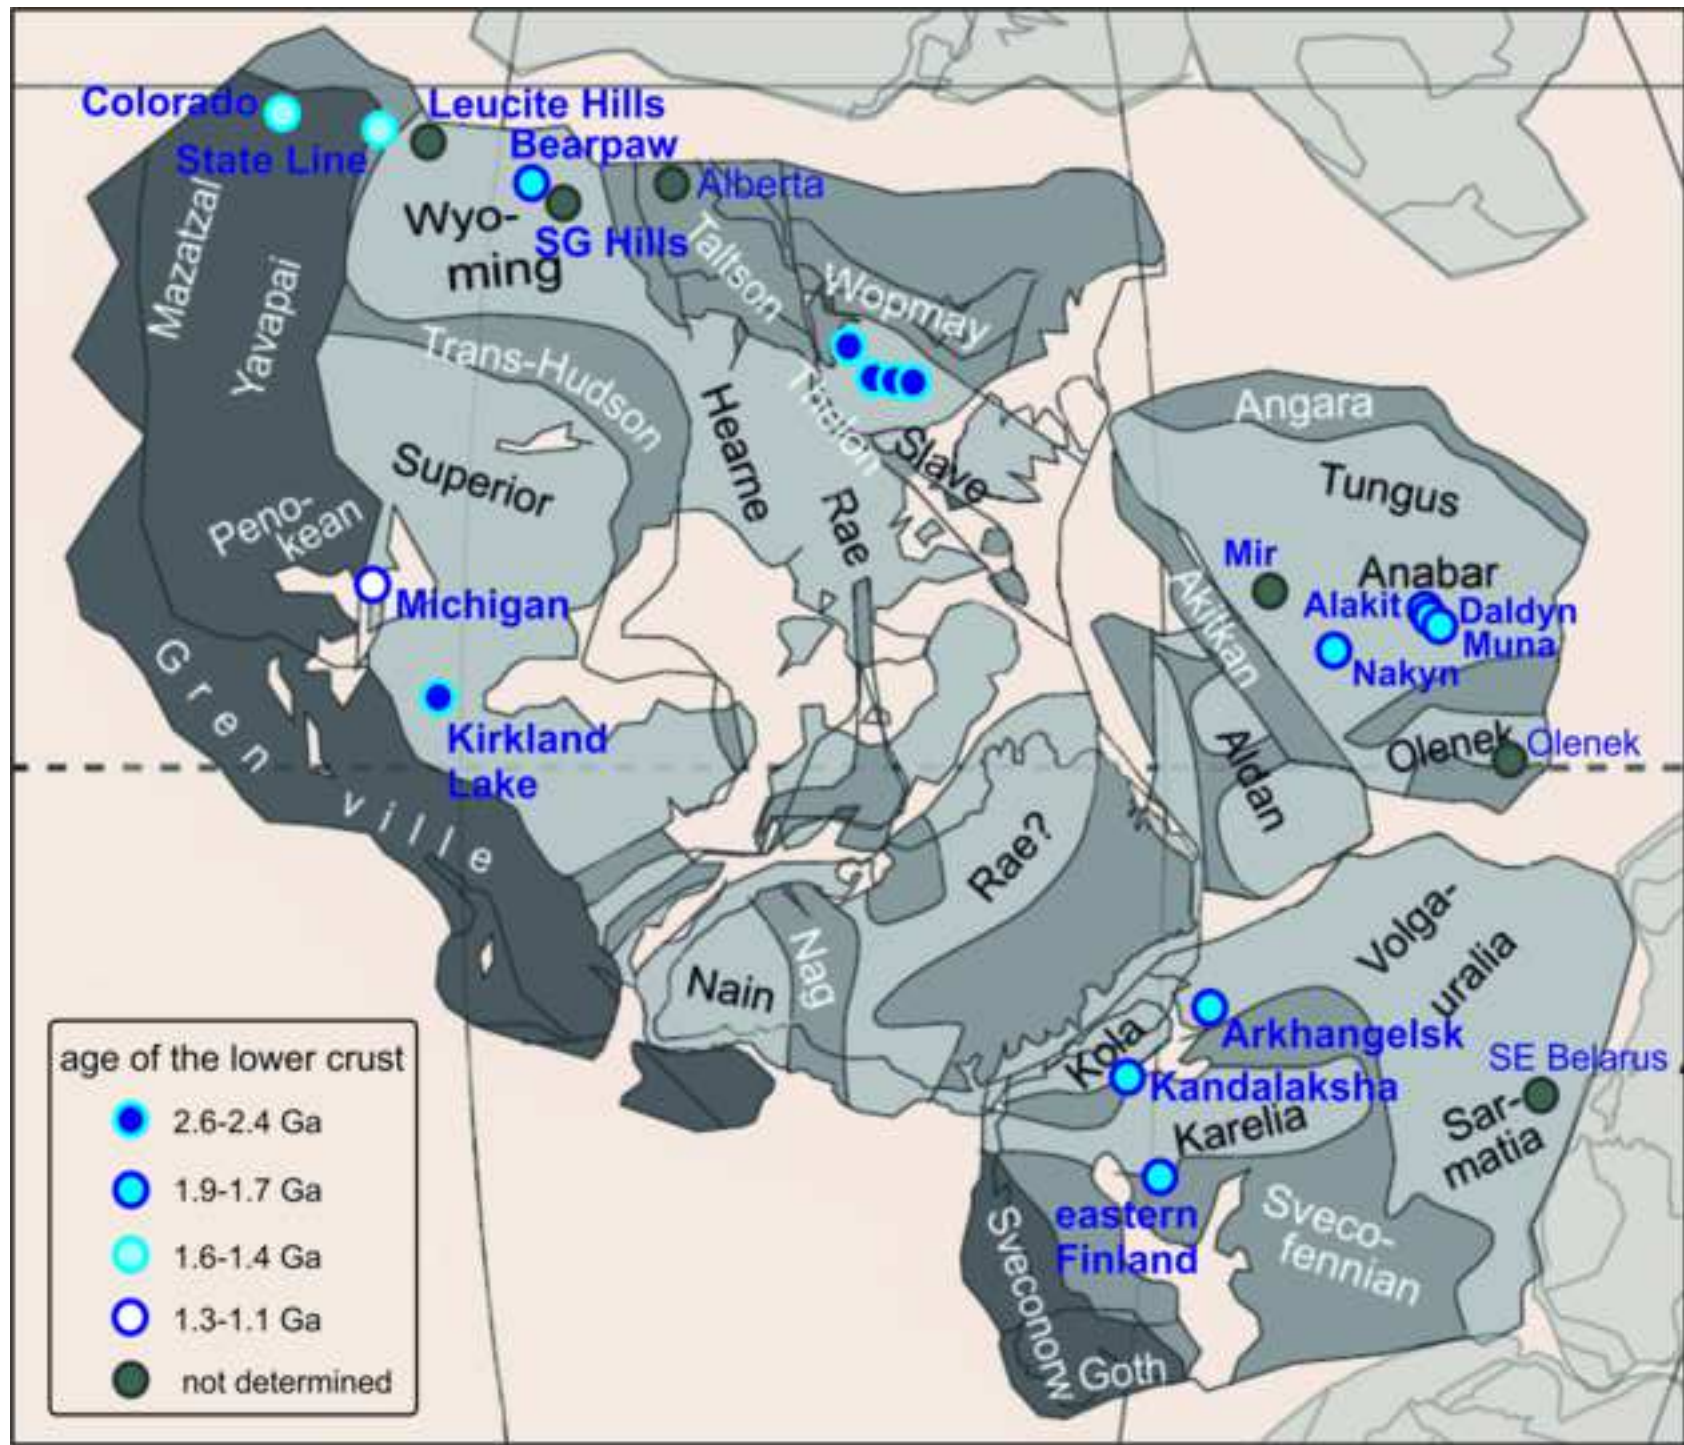 Colorado
Leucite Hills
State Line
Bearpaw
Alberta
Wyo-
ming
SG Hills
Mazatzal
Yavapai
Taltson
Wopmay
Trans-Hudson
Thelon
Slave
Hearne
Rae
Superior
Peno-
kean
Michigan
Kirkland
Lake
Gren
ville
Angara
Tungus
Mir
Anabar
Alakit
Daldyn
Muna
Nakyn
Akitkan
Aldan
Olenek
Olenek
Rae?
Nain
Nag
Volga-
uralia
Kola
Arkhangelsk
Kandalaksha
Karelia
SE Belarus
Sar-
matia
eastern
Finland
Sveco-
fennian
Sveconorw
Goth
age of the lower crust
2.6-2.4 Ga
1.9-1.7 Ga
1.6-1.4 Ga
1.3-1.1 Ga
not determined